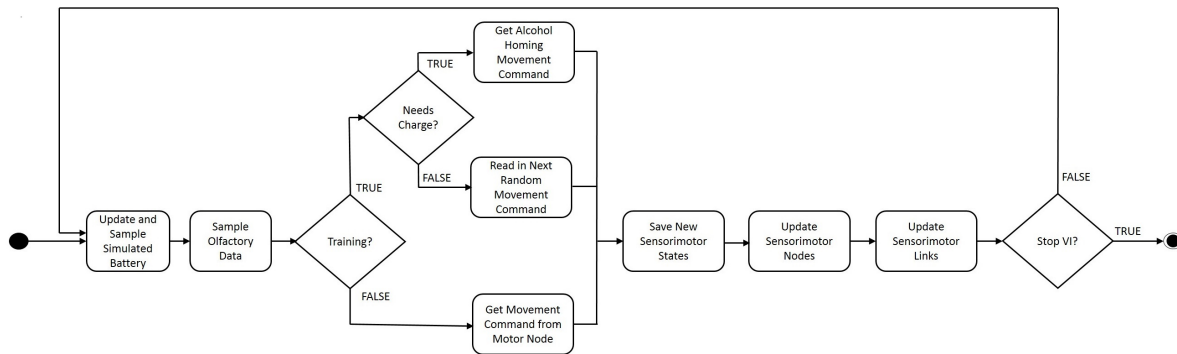 Get Alcohol
Homing
Movement
Command
TRUE
Needs
Charge?
FALSE
Read in Next
Random
Movement
Command
TRUE
FALSE
Update and
Sample
Simulated
Battery
Sample
Olfactory
Data
Training?
Save New
Sensorimotor
States
Update
Sensorimotor
Nodes
Update
Sensorimotor
Links
Stop VI?
TRUE
FALSE
Get Movement
Command from
Motor Node